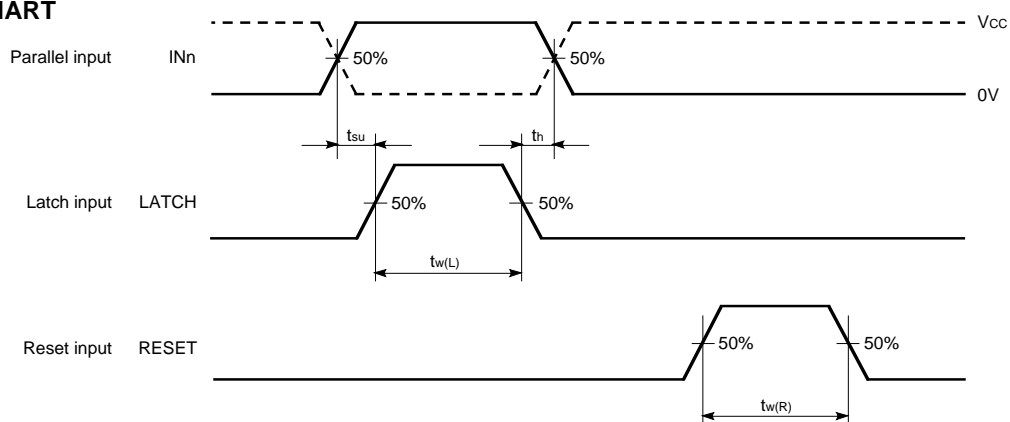 Vcc
Parallel input INn 50% 50%
0V
tsu th
Latch input LATCH 50% 50%
tw(L)
Reset input RESET 50% 50%
tw(R)